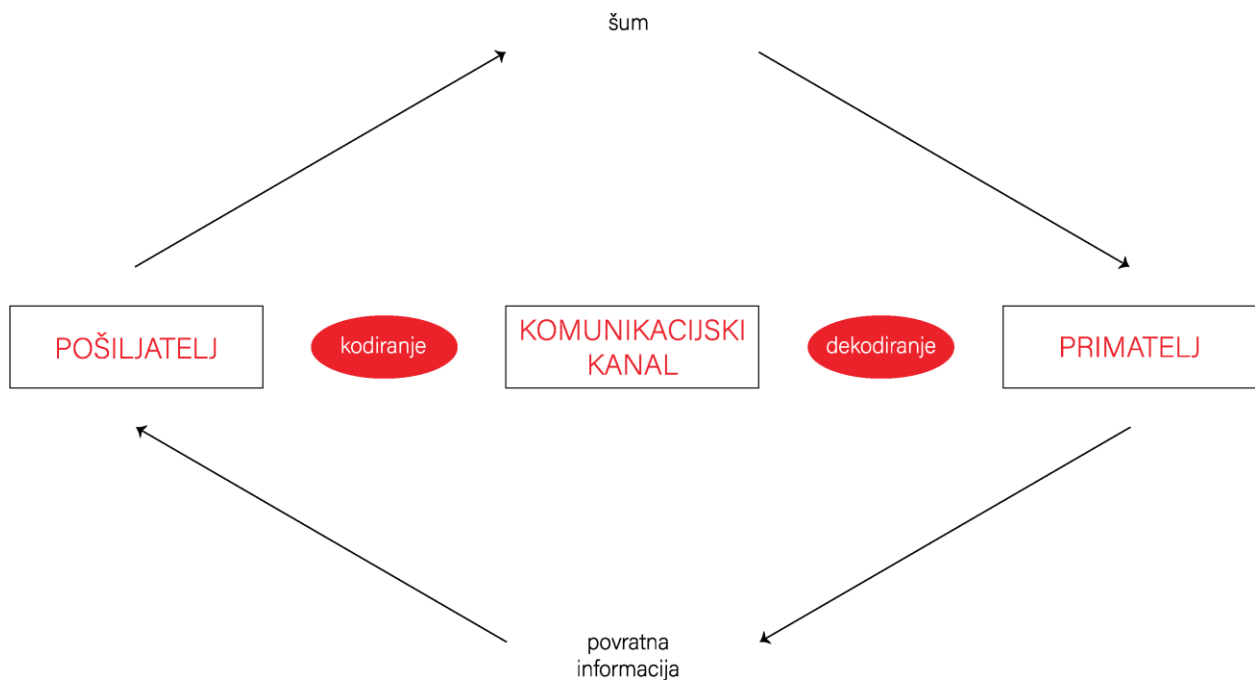 šum
POŠILJATELJ
kodiranje
KOMUNIKACIJSKI
KANAL
dekodiranje
PRIMATELJ
povratna
informacija